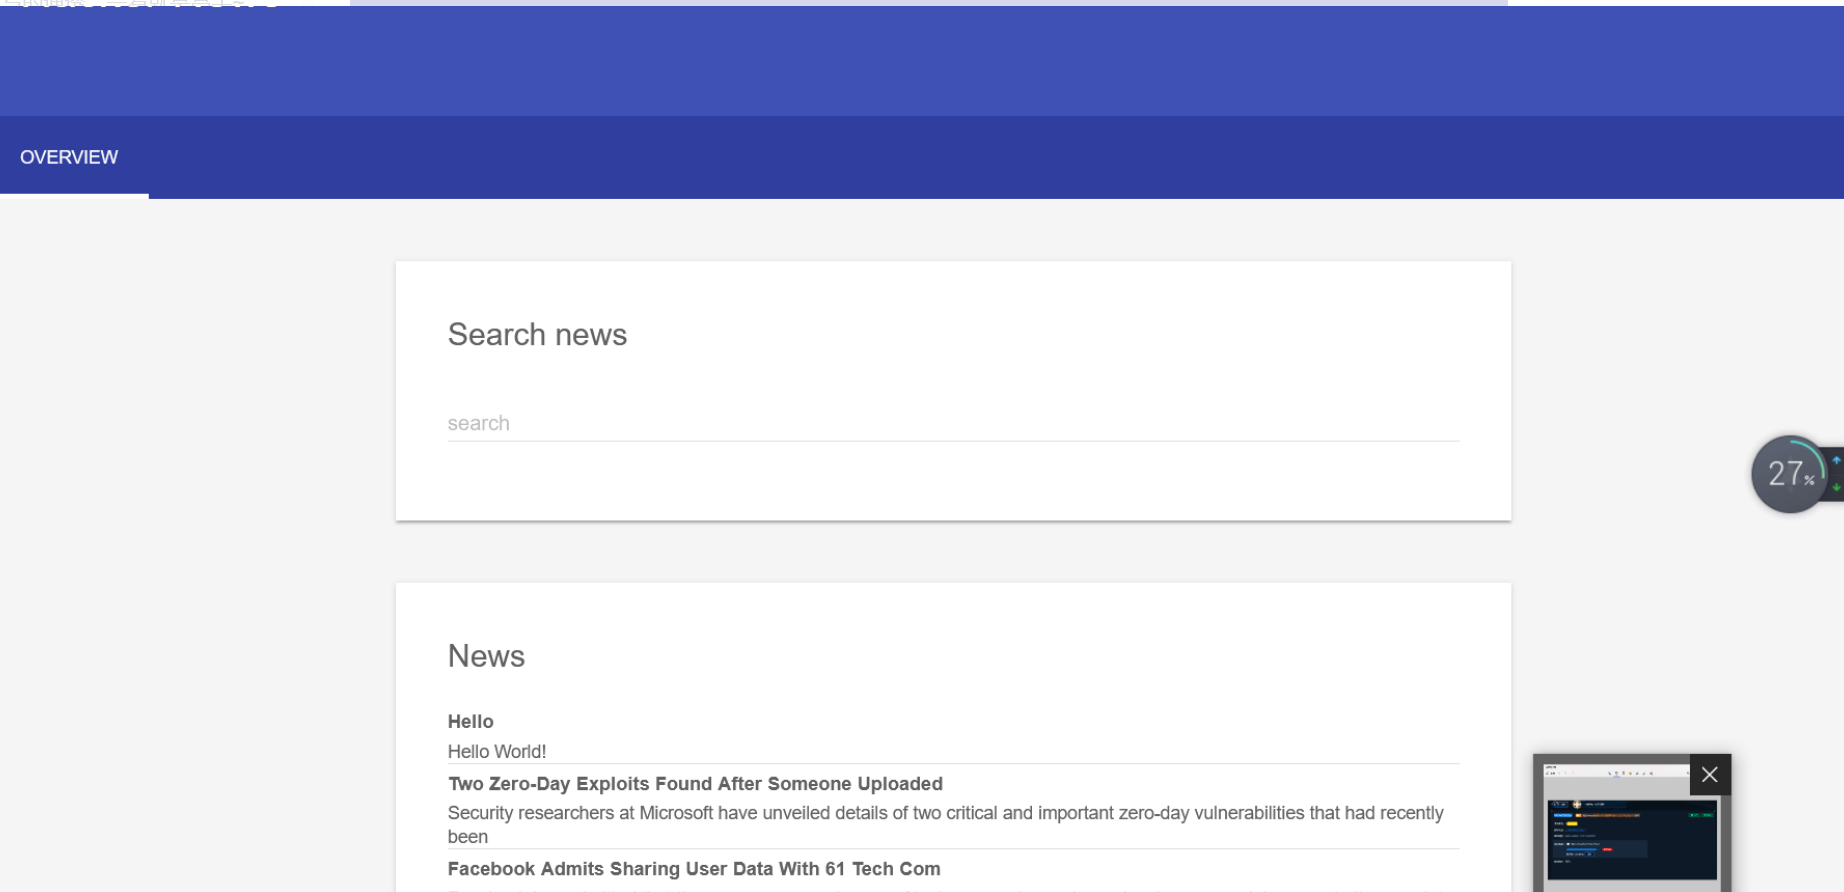 OVERVIEW
Search news
search
27%
News
Hello
Hello World!
Two Zero-Day Exploits Found After Someone Uploaded
Security researchers at Microsoft have unveiled details of two critical and important zero-day vulnerabilities that had recently
been
Facebook Admits Sharing User Data With 61 Tech Com